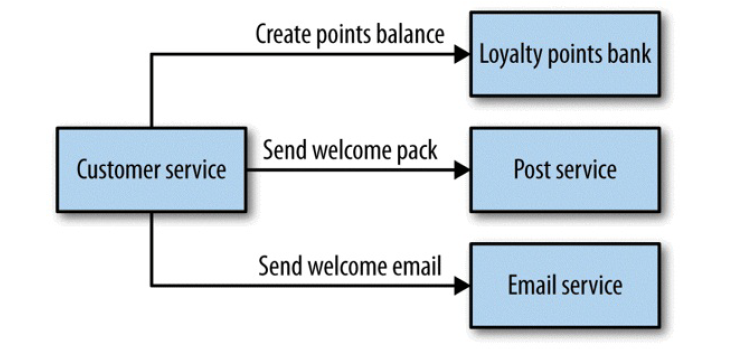 Create points balance
Loyalty points bank
Customer service
Send welcome pack
Post service
Send welcome email
Email service